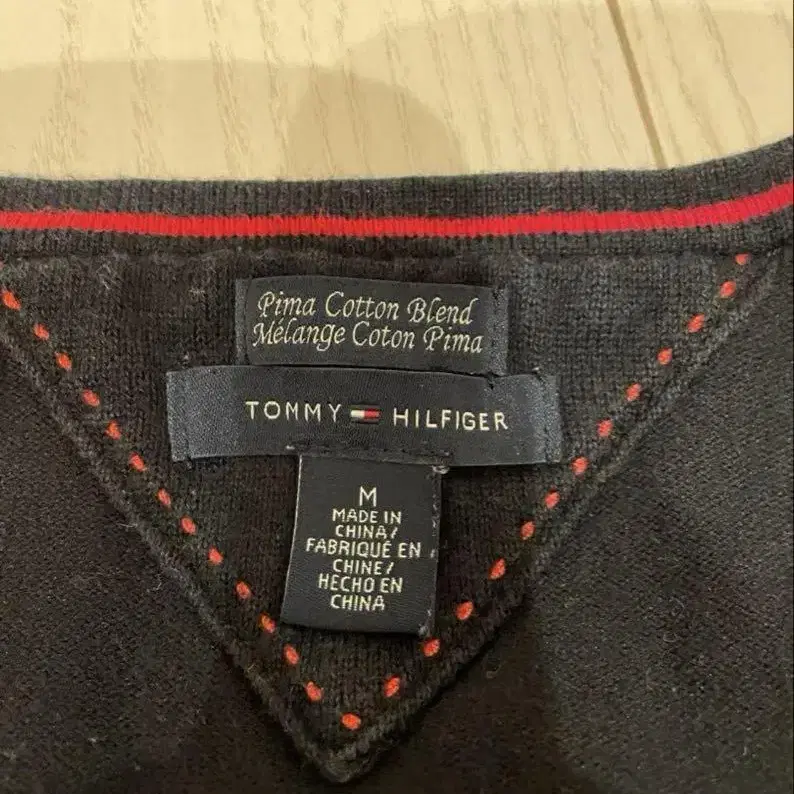 Pima Cotton Blend
Mélange Coton Pima
TOMMY HILFIGER
M
MADE IN
CHINA/
FABRIQUÉ EN
CHINE/
HECHO EN
CHINA